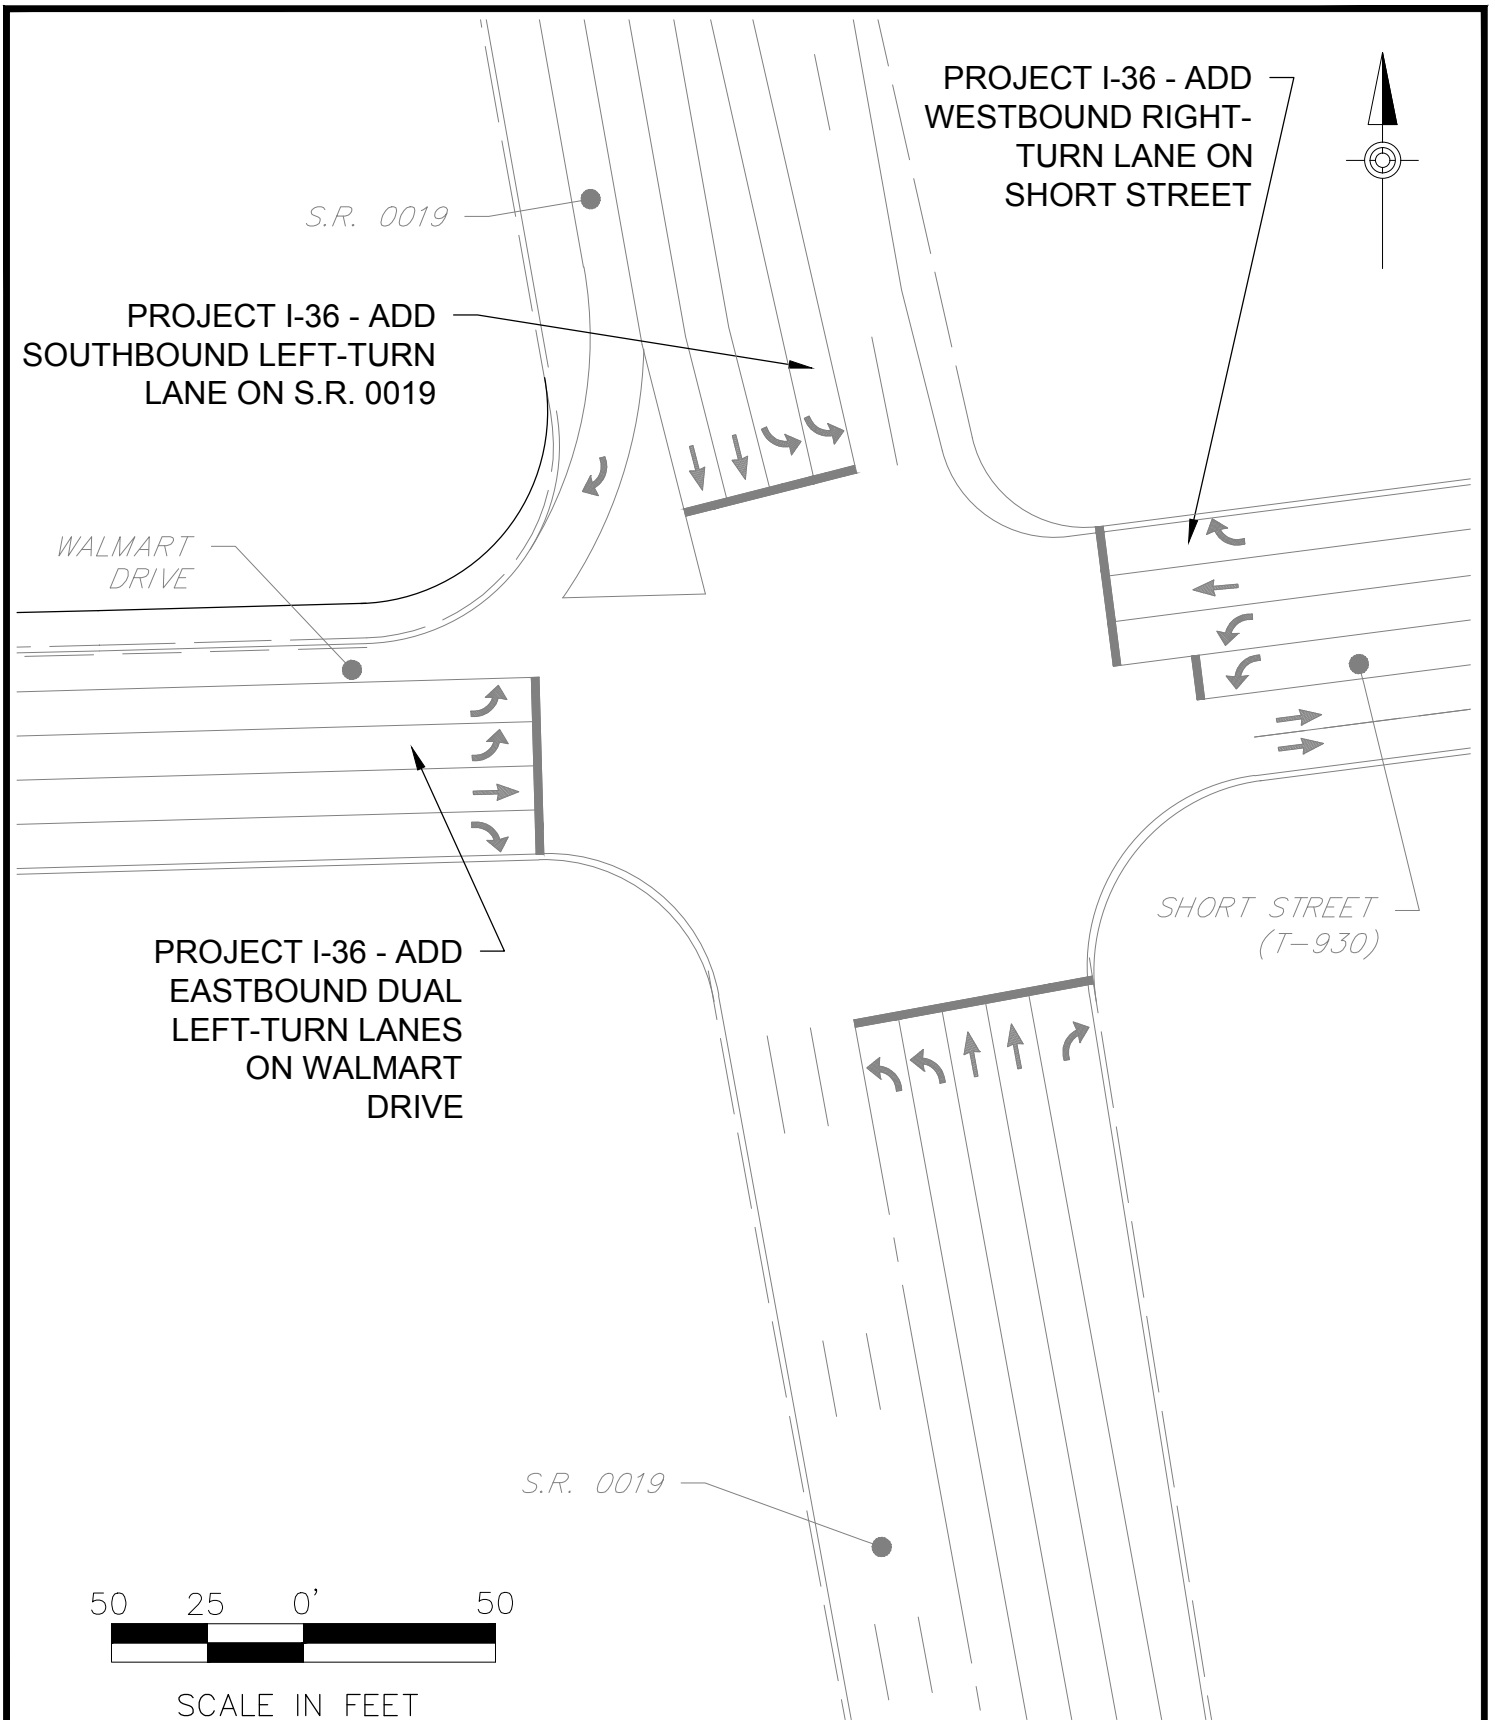 PROJECT I-36 - ADD
WESTBOUND RIGHT-
TURN LANE ON
SHORT STREET
S.R. 0019
PROJECT I-36 - ADD
SOUTHBOUND LEFT-TURN
LANE ON S.R. 0019
WALMART
DRIVE
SHORT STREET
(T-930)
PROJECT I-36 - ADD
EASTBOUND DUAL
LEFT-TURN LANES
ON WALMART
DRIVE
S.R. 0019
50 25 0' 50
SCALE IN FEET